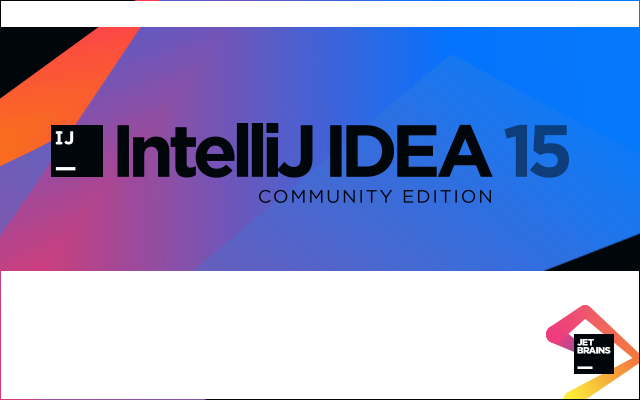 IJ
IntelliJ IDEA 15
COMMUNITY EDITION
JET
BRAINS